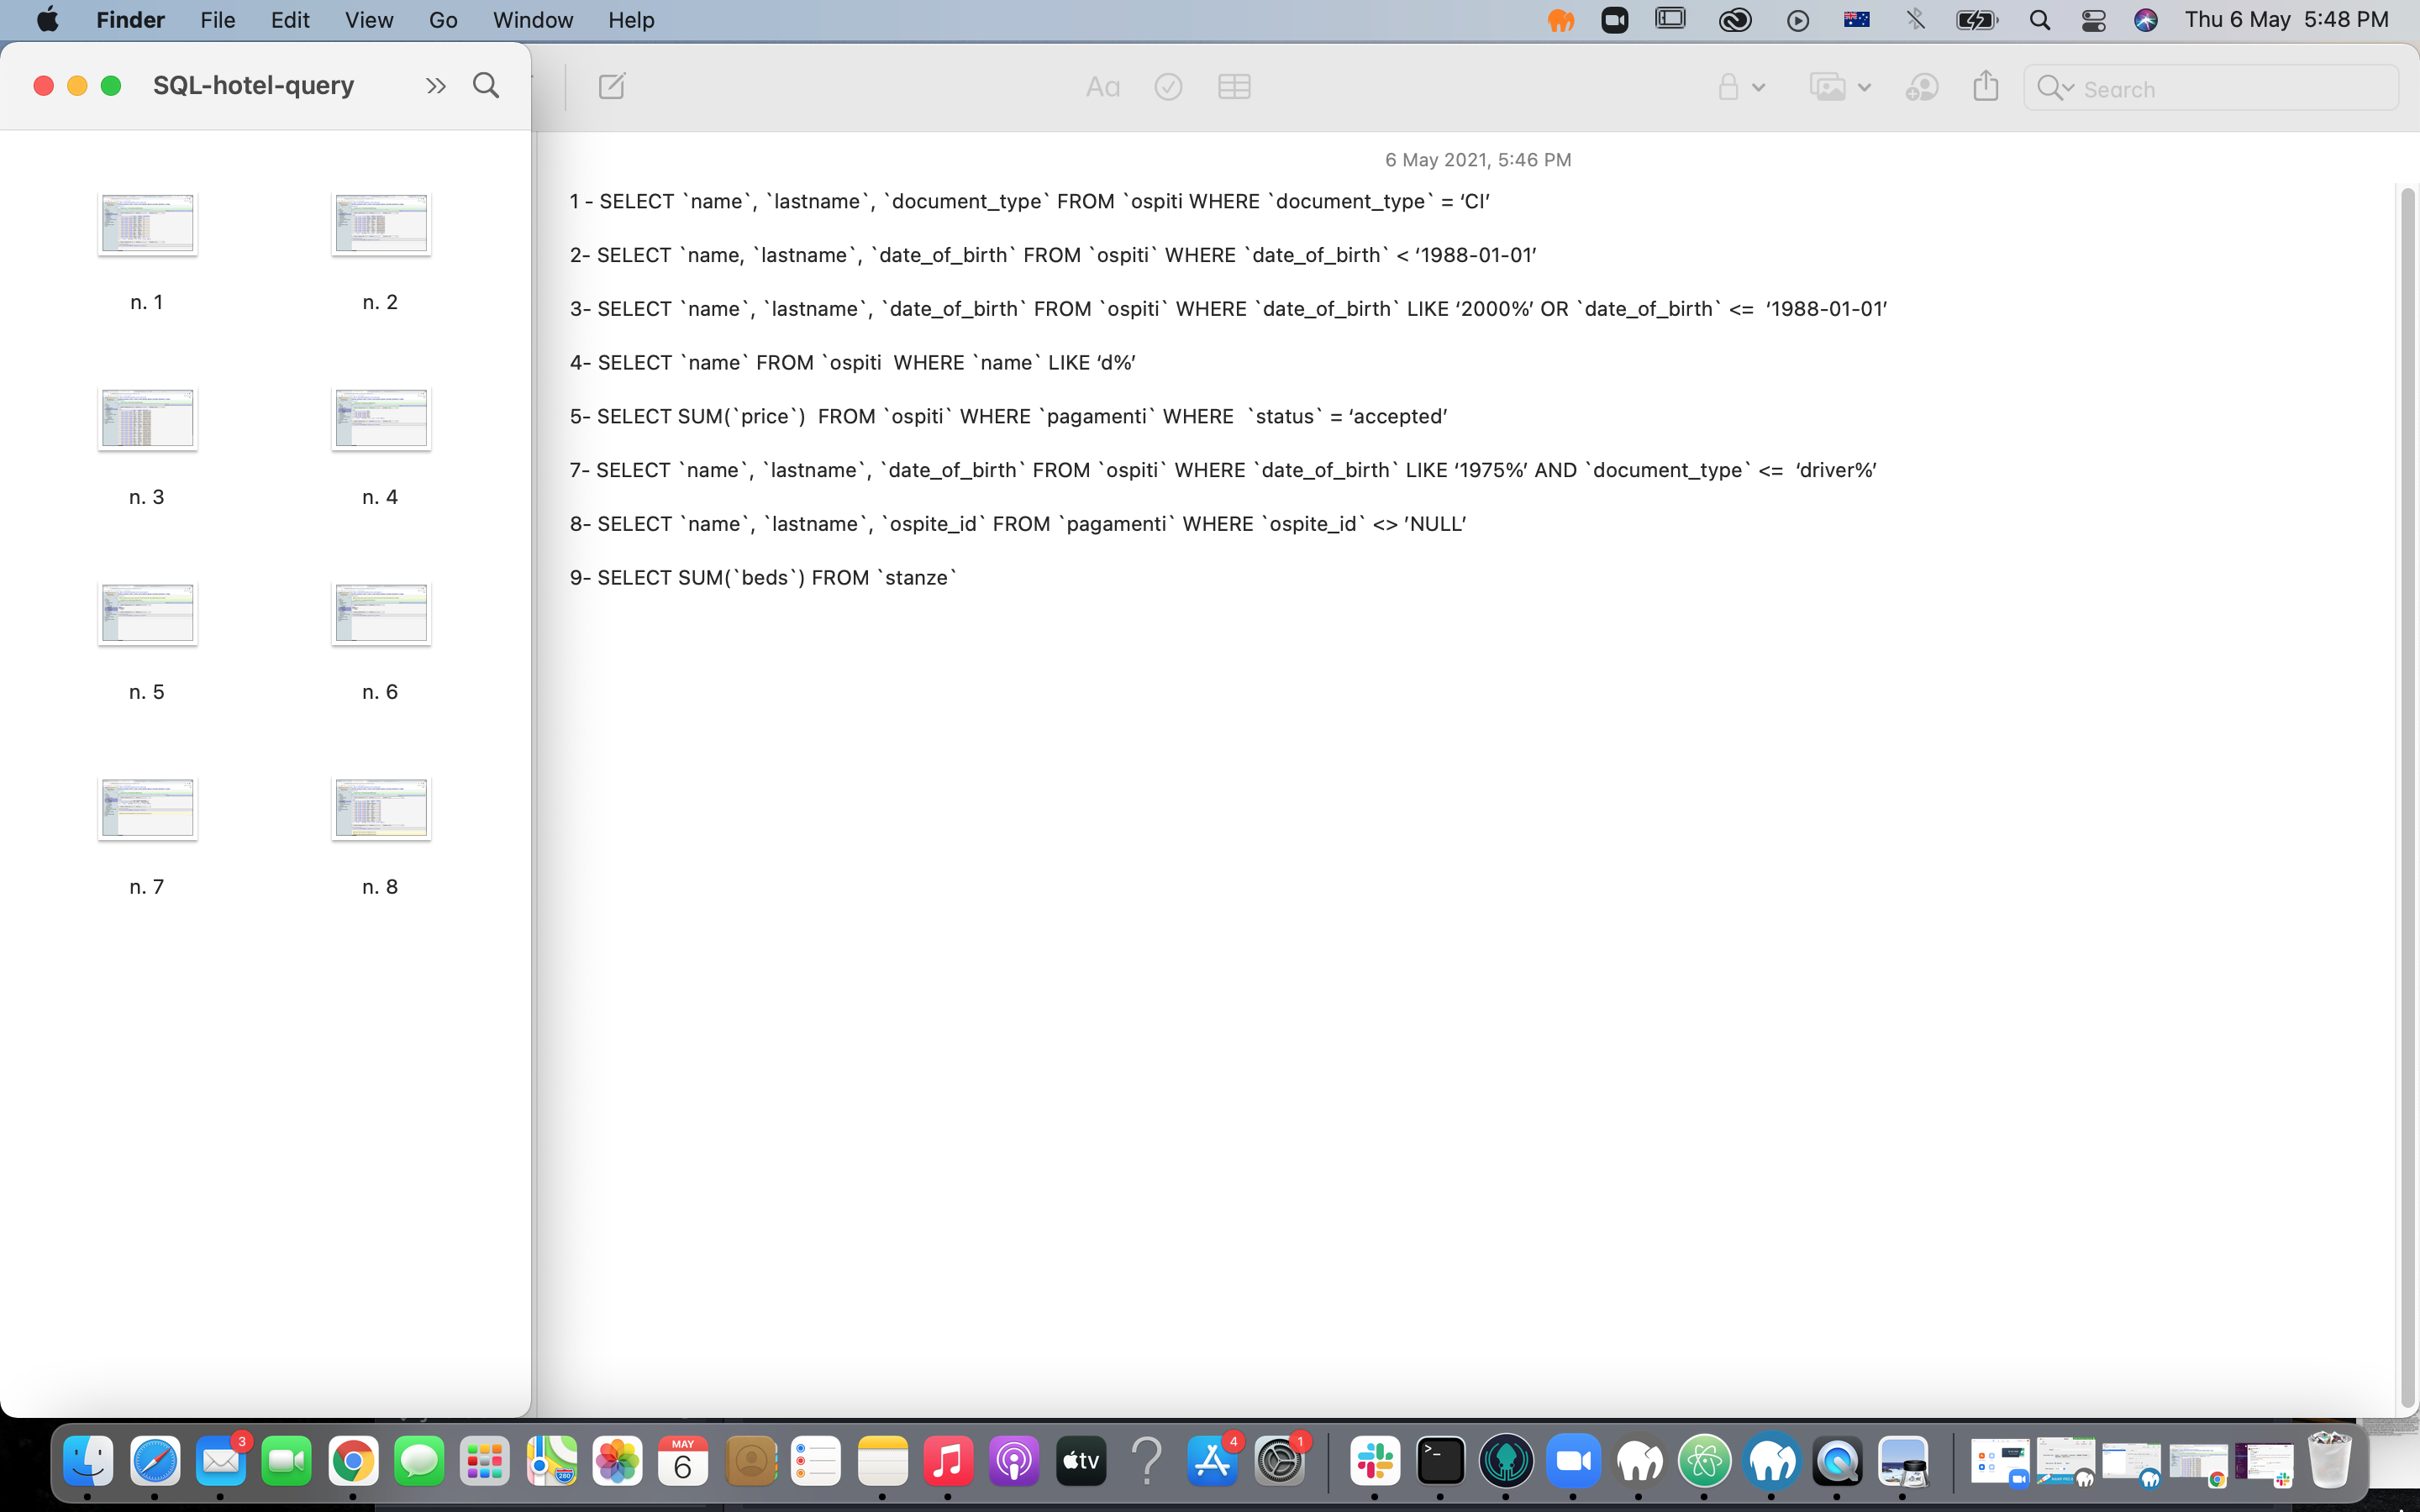 Finder File Edit View Go Window Help Thu 6 May 5:48 PM
SQL-hotel-query
Aa
Search
6 May 2021, 5:46 PM
1 - SELECT `name`, `lastname`, `document_type` FROM `ospiti WHERE `document_type` = ‘CI’
2- SELECT `name, `lastname`, `date_of_birth` FROM `ospiti` WHERE `date_of_birth` < ‘1988-01-01’
3- SELECT `name`, `lastname`, `date_of_birth` FROM `ospiti` WHERE `date_of_birth` LIKE ‘2000%’ OR `date_of_birth` <=  ‘1988-01-01’
4- SELECT `name` FROM `ospiti  WHERE `name` LIKE ‘d%’
5- SELECT SUM(`price`)  FROM `ospiti` WHERE `pagamenti` WHERE  `status` = ‘accepted’
7- SELECT `name`, `lastname`, `date_of_birth` FROM `ospiti` WHERE `date_of_birth` LIKE ‘1975%’ AND `document_type` <=  ‘driver%’
8- SELECT `name`, `lastname`, `ospite_id` FROM `pagamenti` WHERE `ospite_id` <> ’NULL’
9- SELECT SUM(`beds`) FROM `stanze`
n. 1 n. 2
n. 3 n. 4
n. 5 n. 6
n. 7 n. 8
3
MAY
6
280
tv
4
1
>_